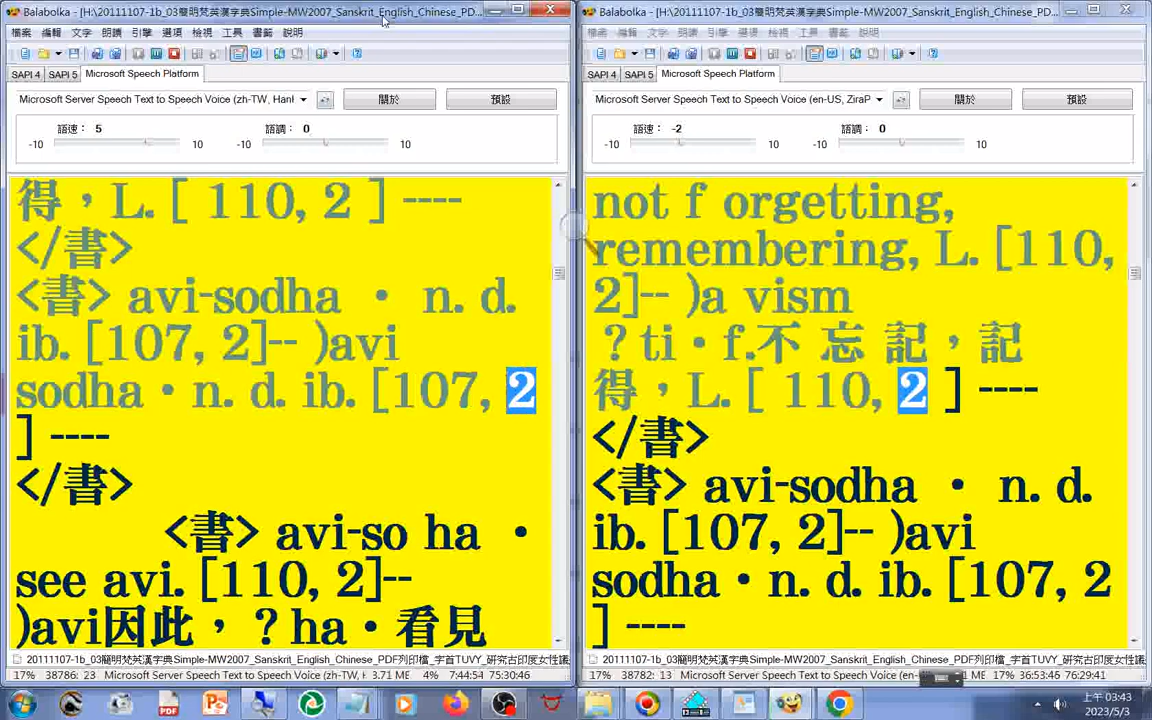 Balabolka - [H:\20111107-1b_03簡明梵英漢字典Simple-MW2007_Sanskrit_English_Chinese_PD...
檔案 編輯 文字 朗讀 引擎 選項 檢視 工具 書籤 說明
SAPI 4 SAPI 5 Microsoft Speech Platform
Microsoft Server Speech Text to Speech Voice (zh-TW, Han 關於 預設
語速： 5 語調： 0
-10 10 -10 10
得，L. [ 110, 2 ] ----
</書>
<書> avi-sodha • n. d.
ib. [107, 2]-- )avi
sodha • n. d. ib. [107, 2
] ----
</書>
<書> avi-so ha •
see avi. [110, 2]--
)avi因此，？ha • 看見
20111107-1b_03簡明梵英漢字典Simple-MW2007_Sanskrit_English_Chinese_PDF列印檔_字首TUVY_研究古印度女性議
17% 38786: 23 Microsoft Server Speech Text to Speech Voice (zh-TW, H 3.71 ME 4% 7:44:54 75:30:46
Balabolka - [H:\20111107-1b_03簡明梵英漢字典Simple-MW2007_Sanskrit_English_Chinese_PD...
檔案 編輯 文字 朗讀 引擎 選項 檢視 工具 書籤 說明
SAPI 4 SAPI 5 Microsoft Speech Platform
Microsoft Server Speech Text to Speech Voice (en-US, ZiraP 關於 預設
語速： -2 語調： 0
-10 10 -10 10
not f orgetting,
remembering, L. [110,
2]-- )a vism
？ti • f.不 忘 記，記
得，L. [ 110, 2 ] ----
</書>
<書> avi-sodha • n. d.
ib. [107, 2]-- )avi
sodha • n. d. ib. [107, 2
] ----
20111107-1b_03簡明梵英漢字典Simple-MW2007_Sanskrit_English_Chinese_PDF列印檔_字首TUVY_研究古印度女性議
17% 38782: 13 Microsoft Server Speech Text to Speech Voice (en-U 17% 36:53:46 76:29:41
上午 03:43
2023/5/3